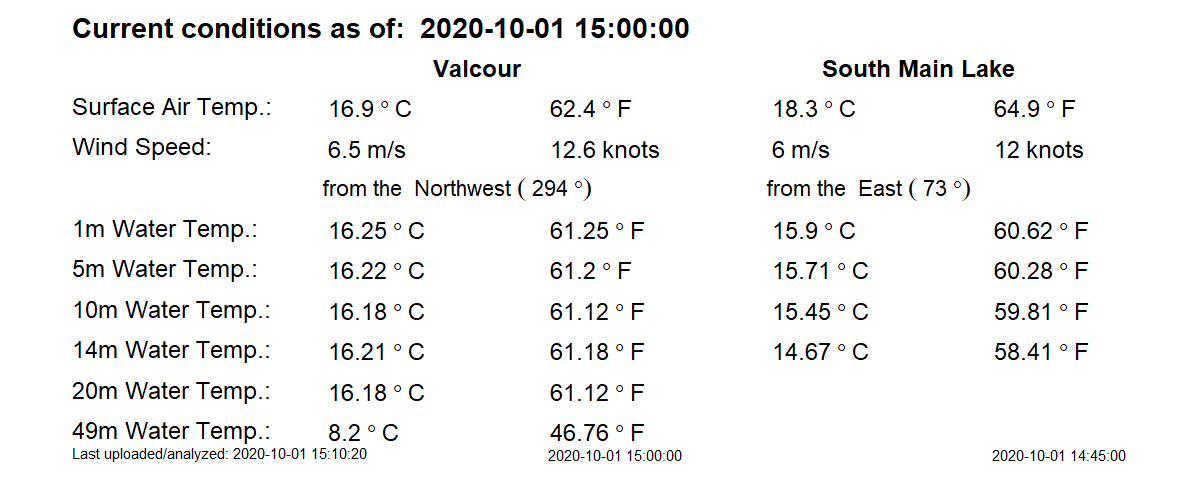 Current conditions as of: 2020-10-01 15:00:00
Valcour South Main Lake
Surface Air Temp.: 16.9 ° C 62.4 ° F 18.3 ° C 64.9 ° F
Wind Speed: 6.5 m/s 12.6 knots 6 m/s 12 knots
from the Northwest ( 294 °) from the East ( 73 °)
1m Water Temp.: 16.25 ° C 61.25 ° F 15.9 ° C 60.62 ° F
5m Water Temp.: 16.22 ° C 61.2 ° F 15.71 ° C 60.28 ° F
10m Water Temp.: 16.18 ° C 61.12 ° F 15.45 ° C 59.81 ° F
14m Water Temp.: 16.21 ° C 61.18 ° F 14.67 ° C 58.41 ° F
20m Water Temp.: 16.18 ° C 61.12 ° F
49m Water Temp.: 8.2 ° C 46.76 ° F
Last uploaded/analyzed: 2020-10-01 15:10:20 2020-10-01 15:00:00 2020-10-01 14:45:00